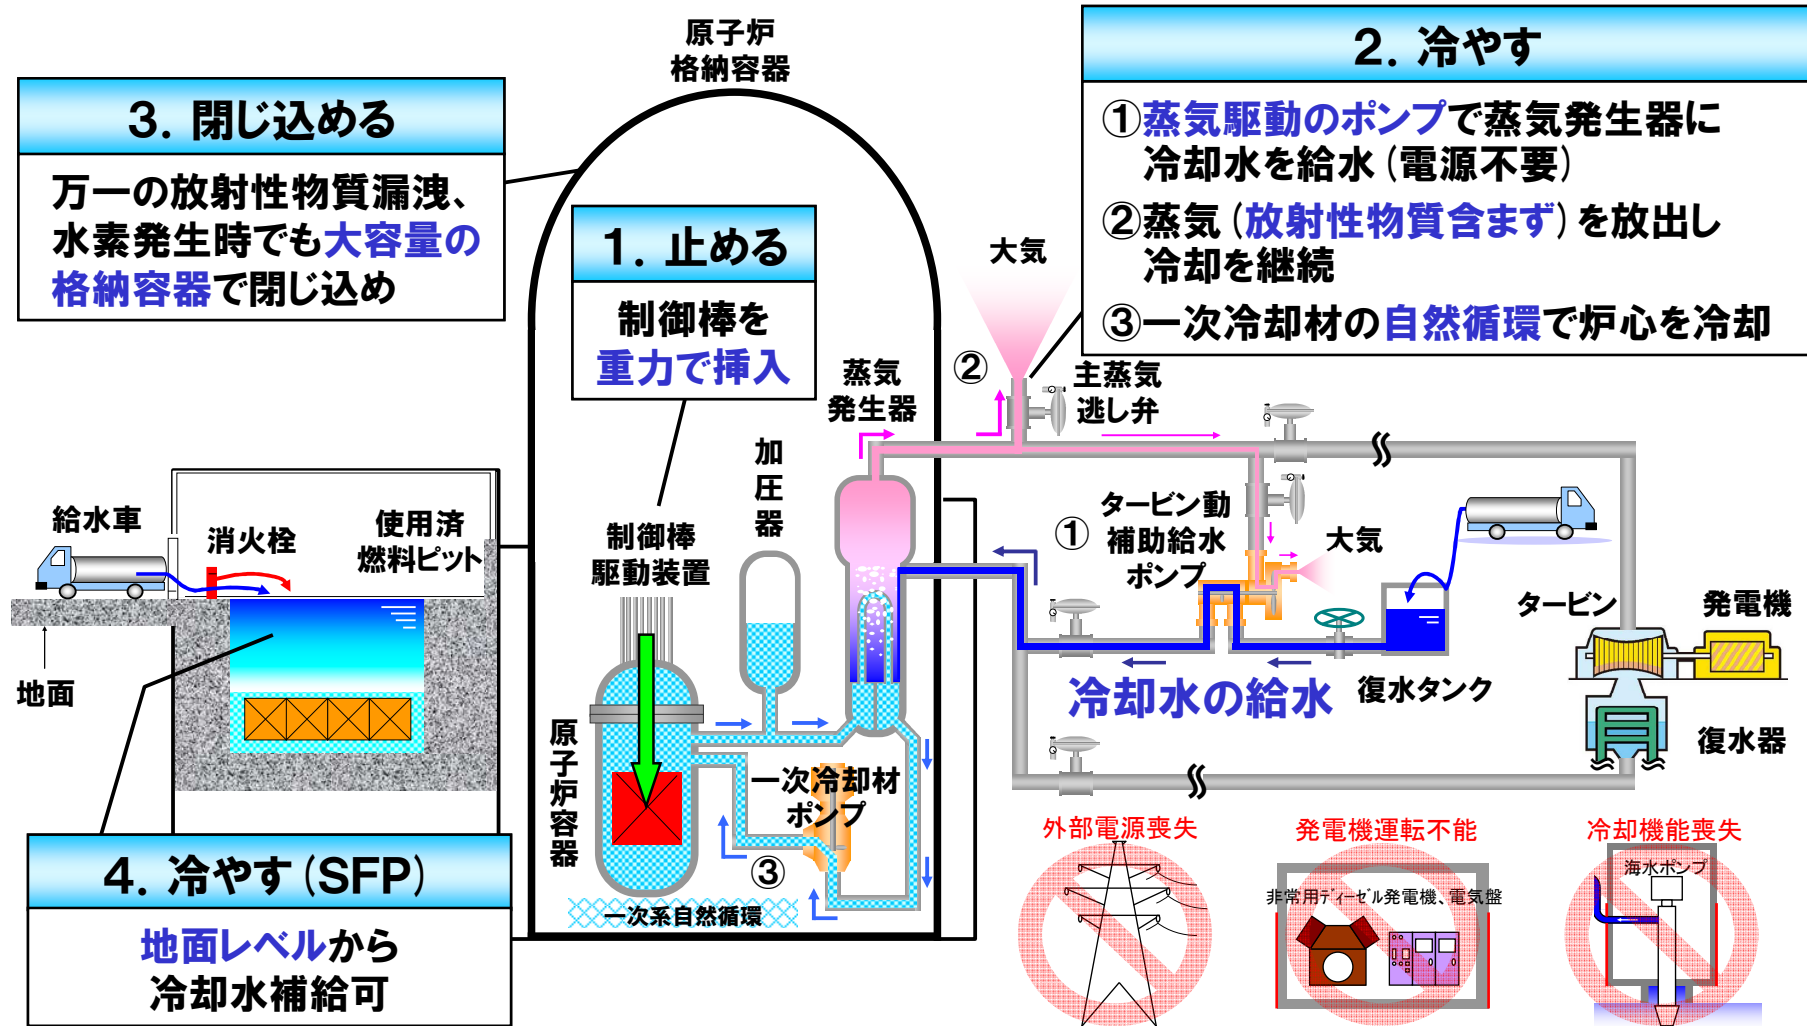 原子炉
格納容器
3. 閉じ込める
万一の放射性物質漏洩、
水素発生時でも大容量の
格納容器で閉じ込め
1. 止める
制御棒を
重力で挿入
2. 冷やす
①蒸気駆動のポンプで蒸気発生器に
冷却水を給水(電源不要)
②蒸気(放射性物質含まず)を放出し
冷却を継続
③一次冷却材の自然循環で炉心を冷却
大気
②
主蒸気
逃し弁
蒸気
発生器
加圧器
制御棒
駆動装置
給水車
消火栓
使用済
燃料ピット
地面
①
タービン動
補助給水
ポンプ
大気
タービン
発電機
復水タンク
冷却水の給水
復水器
原子炉容器
一次冷却材
ポンプ
③
一次系自然循環
4. 冷やす(SFP)
地面レベルから
冷却水補給可
外部電源喪失
発電機運転不能
非常用ディーゼル発電機、電気盤
冷却機能喪失
海水ポンプ